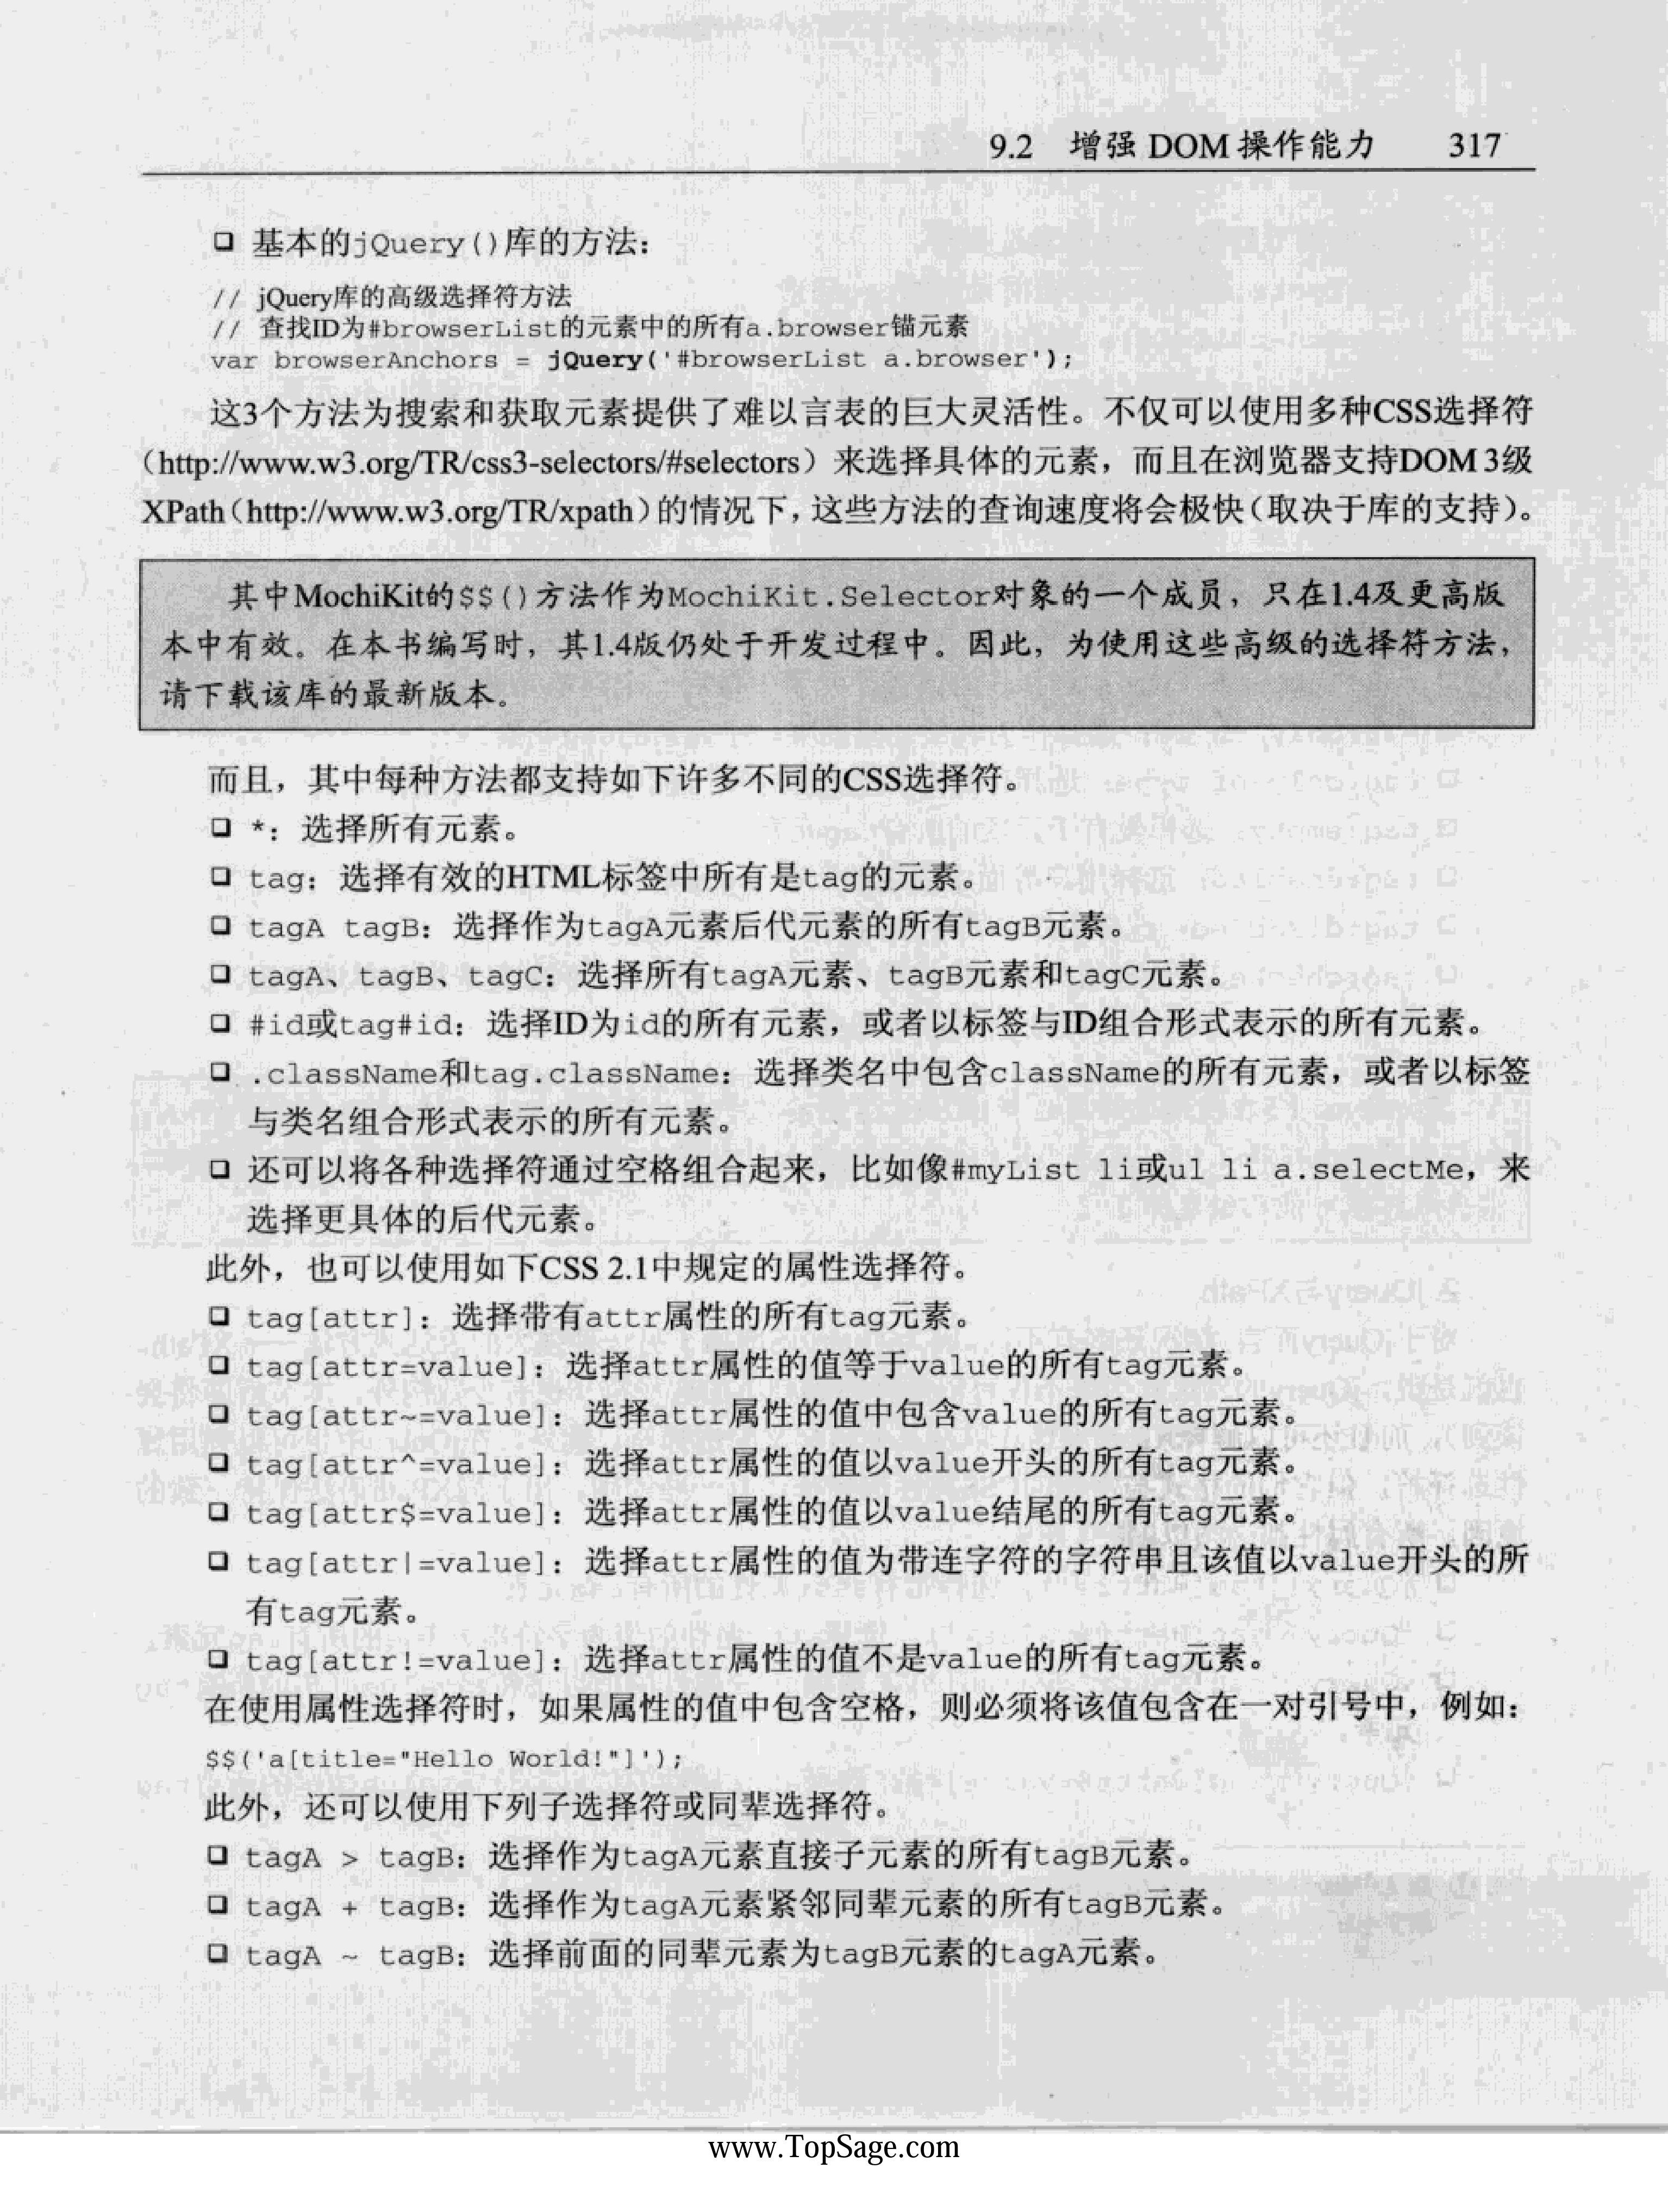 9.2 增强 DOM 操作能力 317
❑ 基本的jQuery()库的方法：
// jQuery库的高级选择符方法
// 查找ID为#browserList的元素中的所有a.browser锚元素
var browserAnchors = jQuery('#browserList a.browser');
这3个方法为搜索和获取元素提供了难以言表的巨大灵活性。不仅可以使用多种CSS选择符
（http://www.w3.org/TR/css3-selectors/#selectors）来选择具体的元素，而且在浏览器支持DOM 3级
XPath（http://www.w3.org/TR/xpath）的情况下，这些方法的查询速度将会极快（取决于库的支持）。
其中MochiKit的$$()方法作为MochiKit.Selector对象的一个成员，只在1.4及更高版
本中有效。在本书编写时，其1.4版仍处于开发过程中。因此，为使用这些高级的选择符方法，
请下载该库的最新版本。
而且，其中每种方法都支持如下许多不同的CSS选择符。
❑ *：选择所有元素。
❑ tag：选择有效的HTML标签中所有是tag的元素。
❑ tagA tagB：选择作为tagA元素后代元素的所有tagB元素。
❑ tagA、tagB、tagC：选择所有tagA元素、tagB元素和tagC元素。
❑ #id或tag#id：选择ID为id的所有元素，或者以标签与ID组合形式表示的所有元素。
❑ .className和tag.className：选择类名中包含className的所有元素，或者以标签
与类名组合形式表示的所有元素。
❑ 还可以将各种选择符通过空格组合起来，比如像#myList li或ul li a.selectMe，来
选择更具体的后代元素。
此外，也可以使用如下CSS 2.1中规定的属性选择符。
❑ tag[attr]：选择带有attr属性的所有tag元素。
❑ tag[attr=value]：选择attr属性的值等于value的所有tag元素。
❑ tag[attr~=value]：选择attr属性的值中包含value的所有tag元素。
❑ tag[attr^=value]：选择attr属性的值以value开头的所有tag元素。
❑ tag[attr$=value]：选择attr属性的值以value结尾的所有tag元素。
❑ tag[attr|=value]：选择attr属性的值为带连字符的字符串且该值以value开头的所
有tag元素。
❑ tag[attr!=value]：选择attr属性的值不是value的所有tag元素。
在使用属性选择符时，如果属性的值中包含空格，则必须将该值包含在一对引号中，例如：
$$('a[title="Hello World!"]');
此外，还可以使用下列子选择符或同辈选择符。
❑ tagA > tagB：选择作为tagA元素直接子元素的所有tagB元素。
❑ tagA + tagB：选择作为tagA元素紧邻同辈元素的所有tagB元素。
❑ tagA ~ tagB：选择前面的同辈元素为tagB元素的tagA元素。
www.TopSage.com